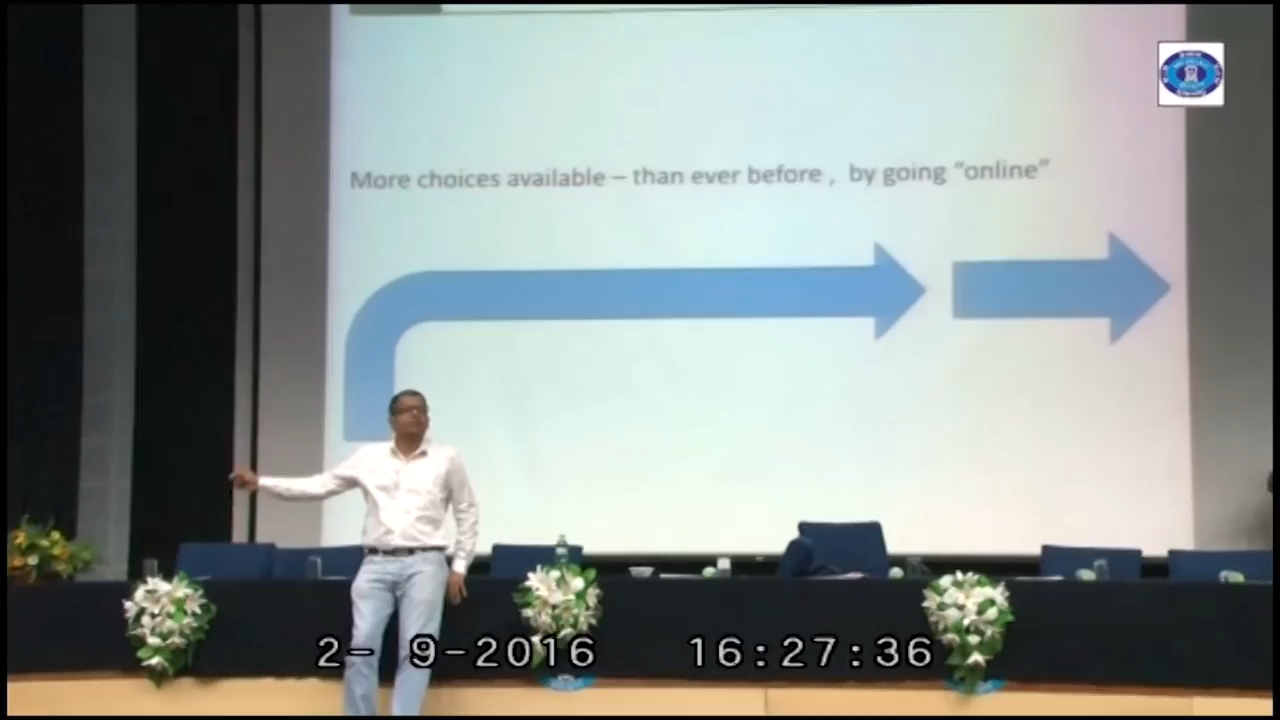 More choices available – than ever before , by going “online”
2- 9-2016 16:27:36